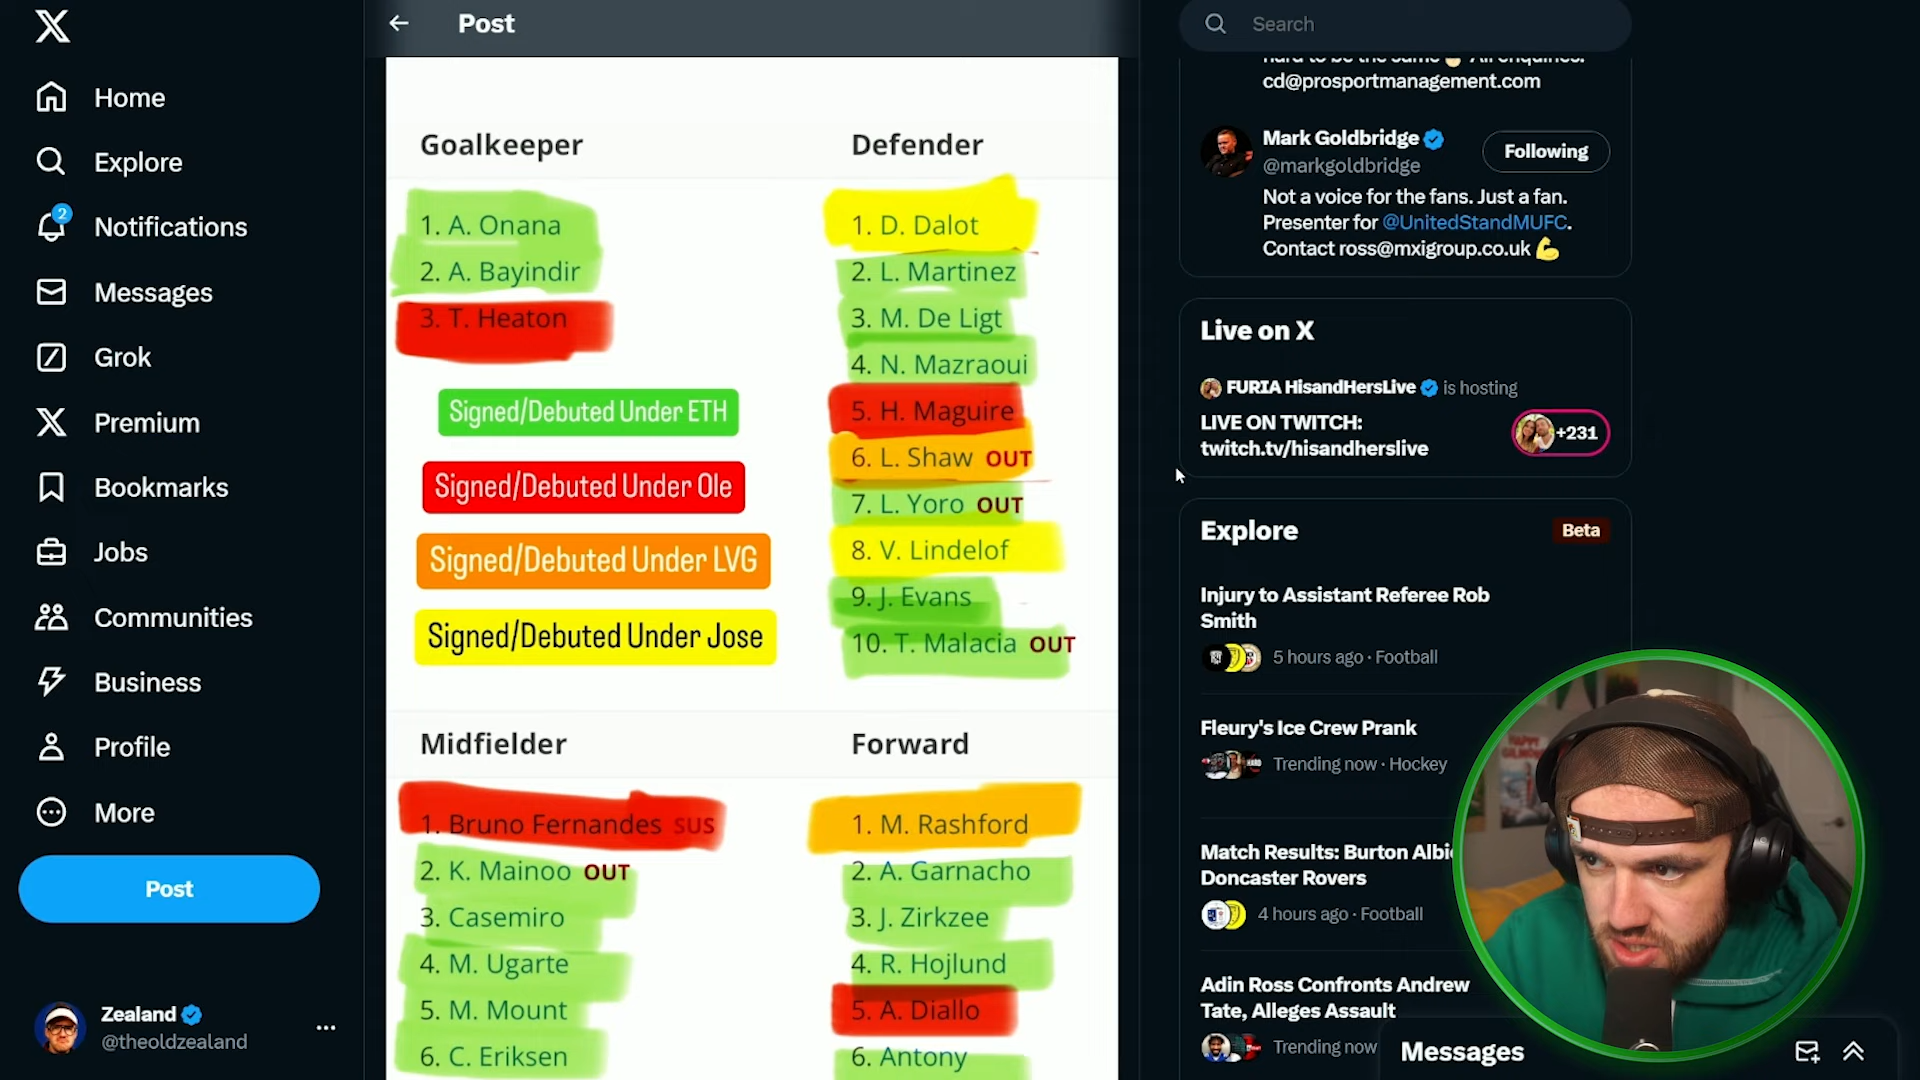 Home
Explore
2
Notifications
Messages
Grok
Premium
Bookmarks
Jobs
Communities
Business
Profile
More
Post
Zealand
@theoldzealand
Post
Goalkeeper
1. A. Onana
2. A. Bayindir
3. T. Heaton
Signed/Debuted Under ETH
Signed/Debuted Under Ole
Signed/Debuted Under LVG
Signed/Debuted Under Jose
Defender
1. D. Dalot
2. L. Martinez
3. M. De Ligt
4. N. Mazraoui
5. H. Maguire
6. L. Shaw OUT
7. L. Yoro OUT
8. V. Lindelof
9. J. Evans
10. T. Malacia OUT
Midfielder
1. Bruno Fernandes SUS
2. K. Mainoo OUT
3. Casemiro
4. M. Ugarte
5. M. Mount
6. C. Eriksen
Forward
1. M. Rashford
2. A. Garnacho
3. J. Zirkzee
4. R. Hojlund
5. A. Diallo
6. Antony
Search
hard to be the same All enquiries:
cd@prosportmanagement.com
Mark Goldbridge
@markgoldbridge
Following
Not a voice for the fans. Just a fan.
Presenter for @UnitedStandMUFC.
Contact ross@mxigroup.co.uk 💪
Live on X
FURIA HisandHersLive is hosting
LIVE ON TWITCH:
twitch.tv/hisandherslive
+231
Explore
Beta
Injury to Assistant Referee Rob
Smith
5 hours ago · Football
Fleury's Ice Crew Prank
Trending now · Hockey
Match Results: Burton Albi
Doncaster Rovers
4 hours ago · Football
Adin Ross Confronts Andrew
Tate, Alleges Assault
Trending now
Messages